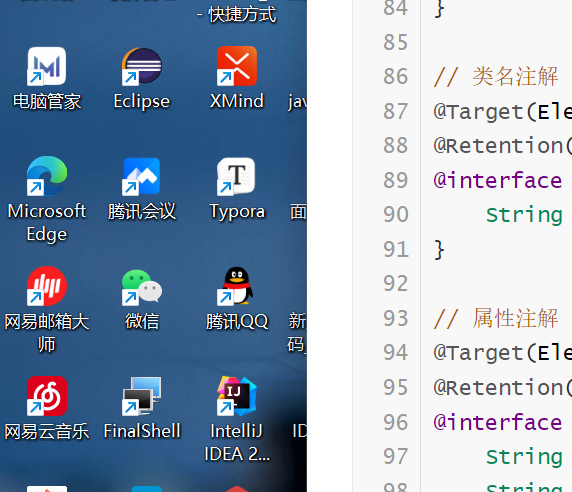 - 快捷方式
电脑管家
Eclipse
XMind
jav
Microsoft
Edge
腾讯会议
Typora
面
网易邮箱大
师
微信
腾讯QQ
新
码
网易云音乐
FinalShell
IntelliJ
IDEA 2...
ID
84 }
85
86 // 类名注解
87 @Target(Ele
88 @Retention(
89 @interface
90 String
91 }
92
93 // 属性注解
94 @Target(Ele
95 @Retention(
96 @interface
97 String
98 String